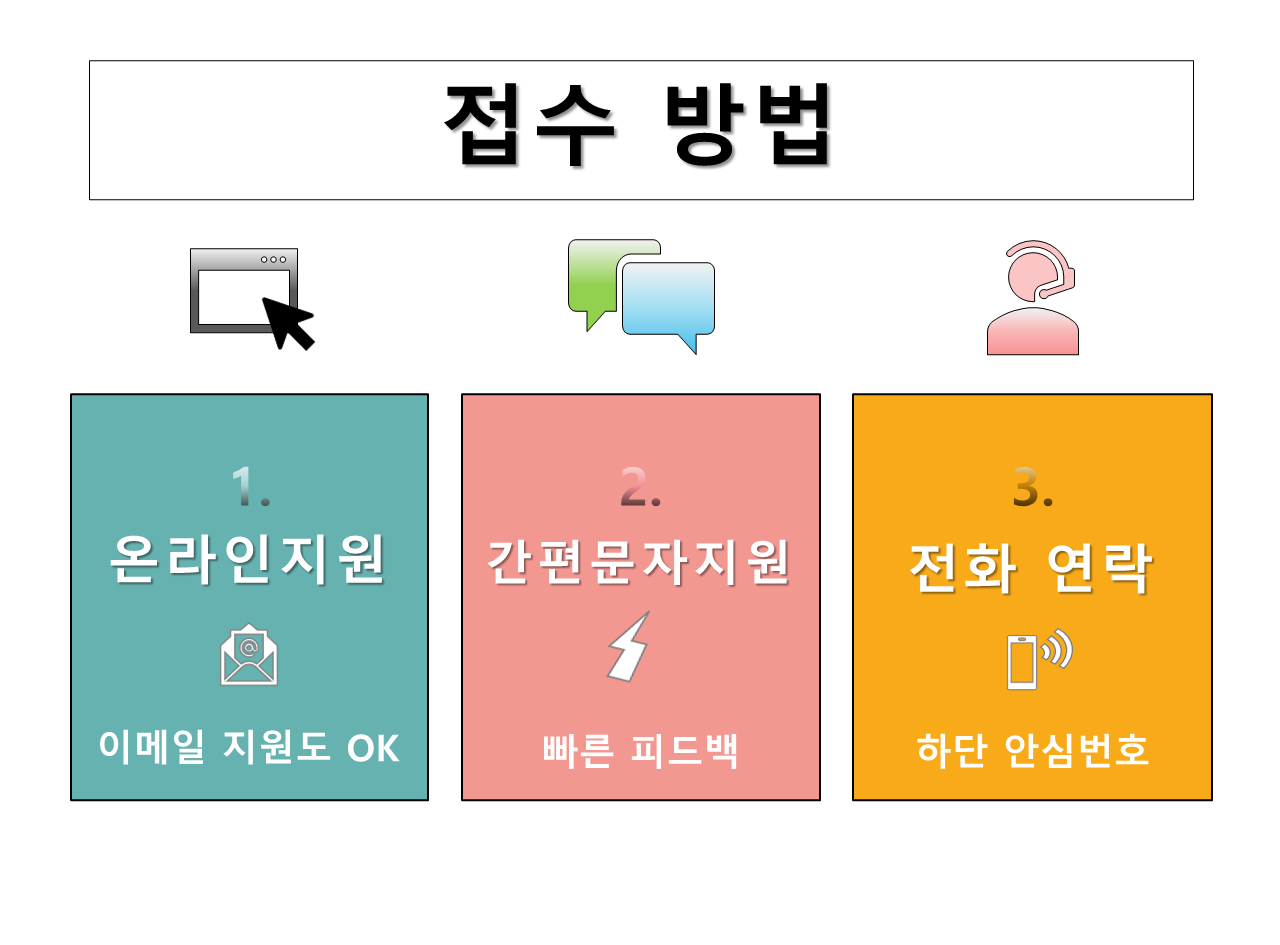 접수 방법
1.
온라인지원
@
이메일 지원도 OK
2.
간편문자지원
빠른 피드백
3.
전화 연락
하단 안심번호